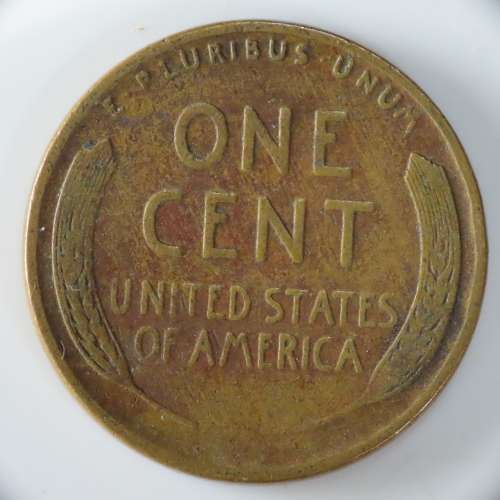 E·PLURIBUS·UNUM
ONE
CENT
UNITED STATES
OF AMERICA